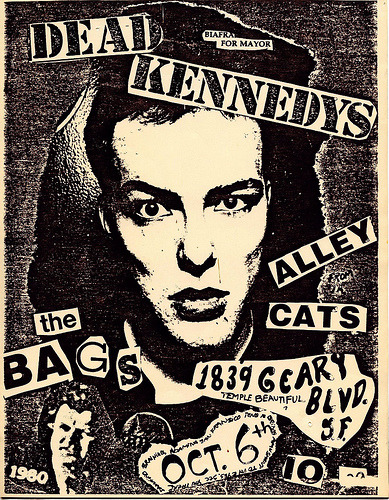 DEAD
BIAFRA
FOR MAYOR
KENNEDYS
ALLEY
CATS
the
BAGS
1839 GEARY
TEMPLE BEAUTIFUL
BLVD.
S.F.
OCT. 6th
10
1980